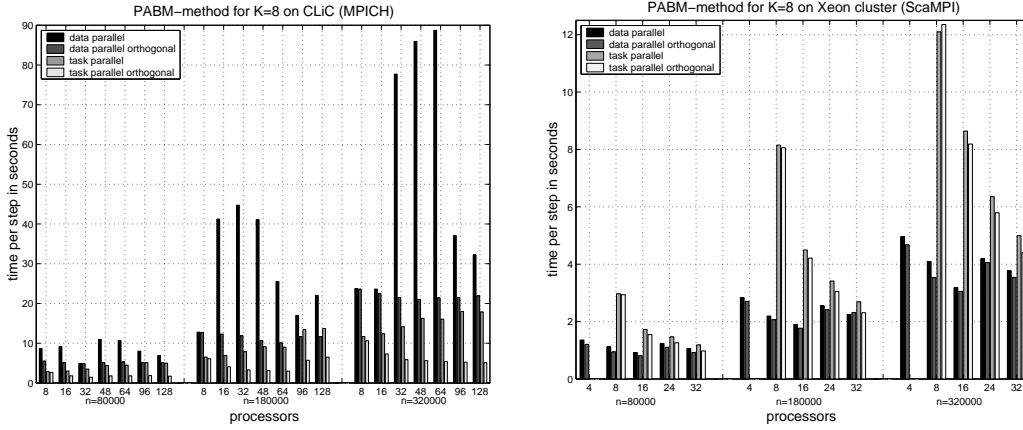 PABM−method for K=8 on CLiC (MPICH)
90
80
70
60
50
40
30
20
10
0
time per step in seconds
data parallel
data parallel orthogonal
task parallel
task parallel orthogonal
8 16 32 48 64 96 128 8 16 32 48 64 96 128 8 16 32 48 64 96 128
n=80000 n=180000 n=320000
processors
PABM−method for K=8 on Xeon cluster (ScaMPI)
12
10
8
6
4
2
0
time per step in seconds
data parallel
data parallel orthogonal
task parallel
task parallel orthogonal
4 8 16 24 32 4 8 16 24 32 4 8 16 24 32
n=80000 n=180000 n=320000
processors